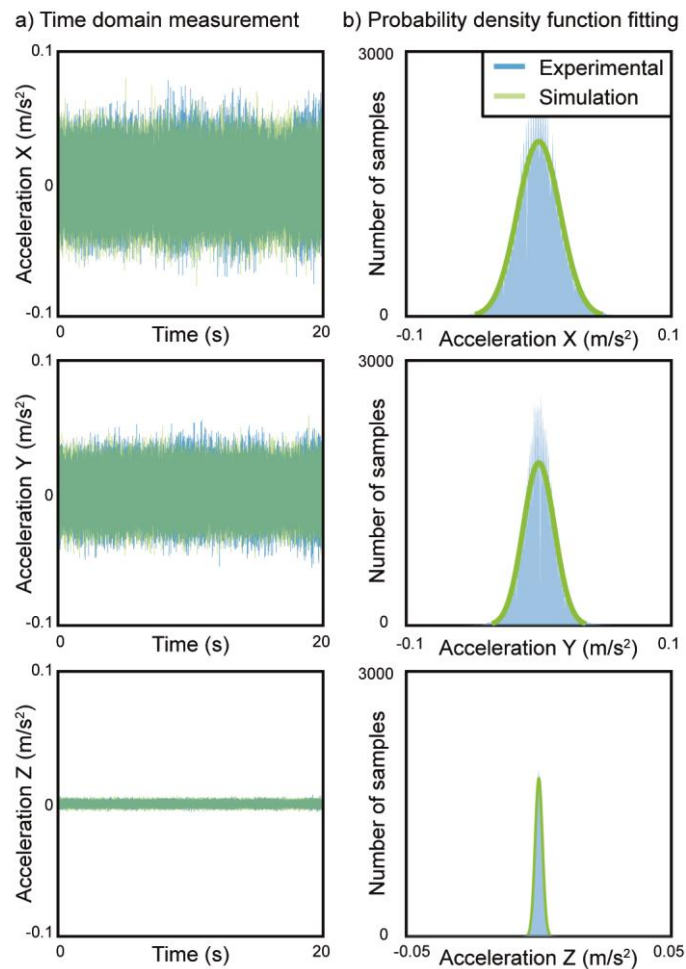 a) Time domain measurement
b) Probability density function fitting
0.1
Acceleration X (m/s²)
0
-0.1
0
Time (s)
20
3000
Number of samples
0
Experimental
Simulation
-0.1
Acceleration X (m/s²)
0.1
0.1
Acceleration Y (m/s²)
0
-0.1
0
Time (s)
20
3000
Number of samples
0
-0.1
Acceleration Y (m/s²)
0.1
0.1
Acceleration Z (m/s²)
0
-0.1
0
Time (s)
20
3000
Number of samples
0
-0.05
Acceleration Z (m/s²)
0.05